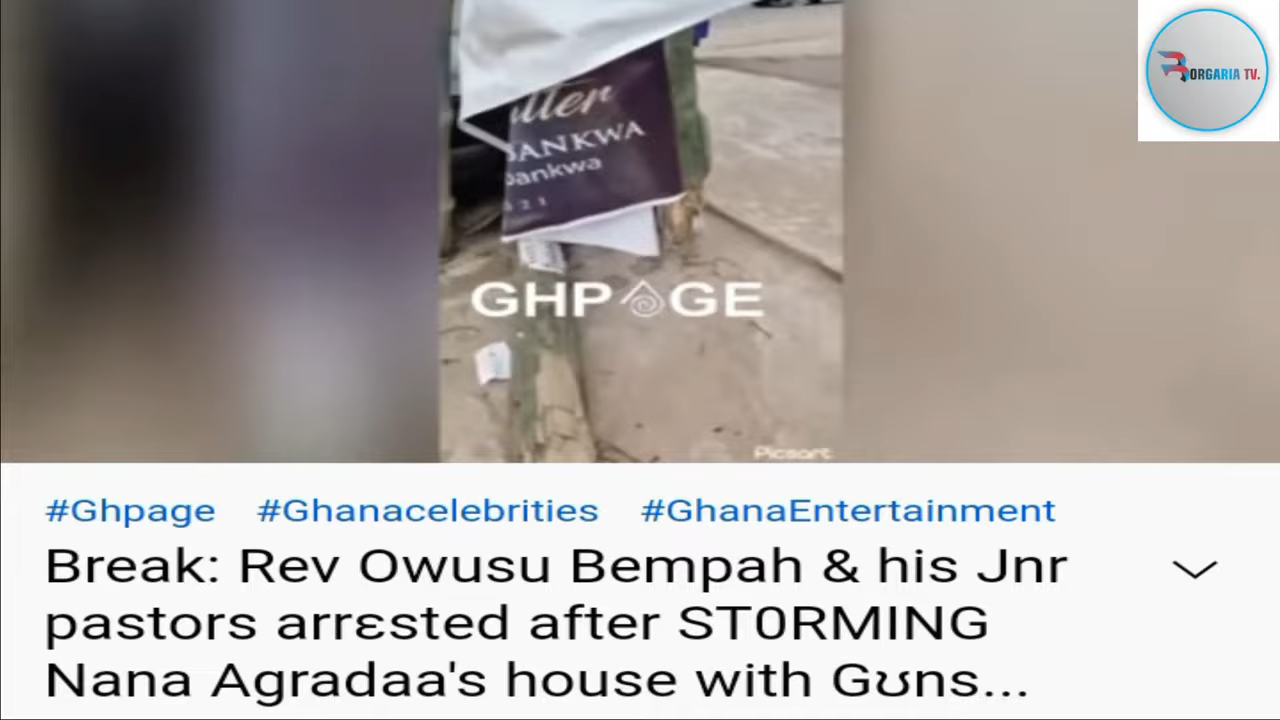 ORGARIA TV.
BANKWA
bankwa
GHPAGE
Picsart
#Ghpage #Ghanacelebrities #GhanaEntertainment
Break: Rev Owusu Bempah & his Jnr
pastors arrɛsted after ST0RMING
Nana Agradaa's house with Gʊns...